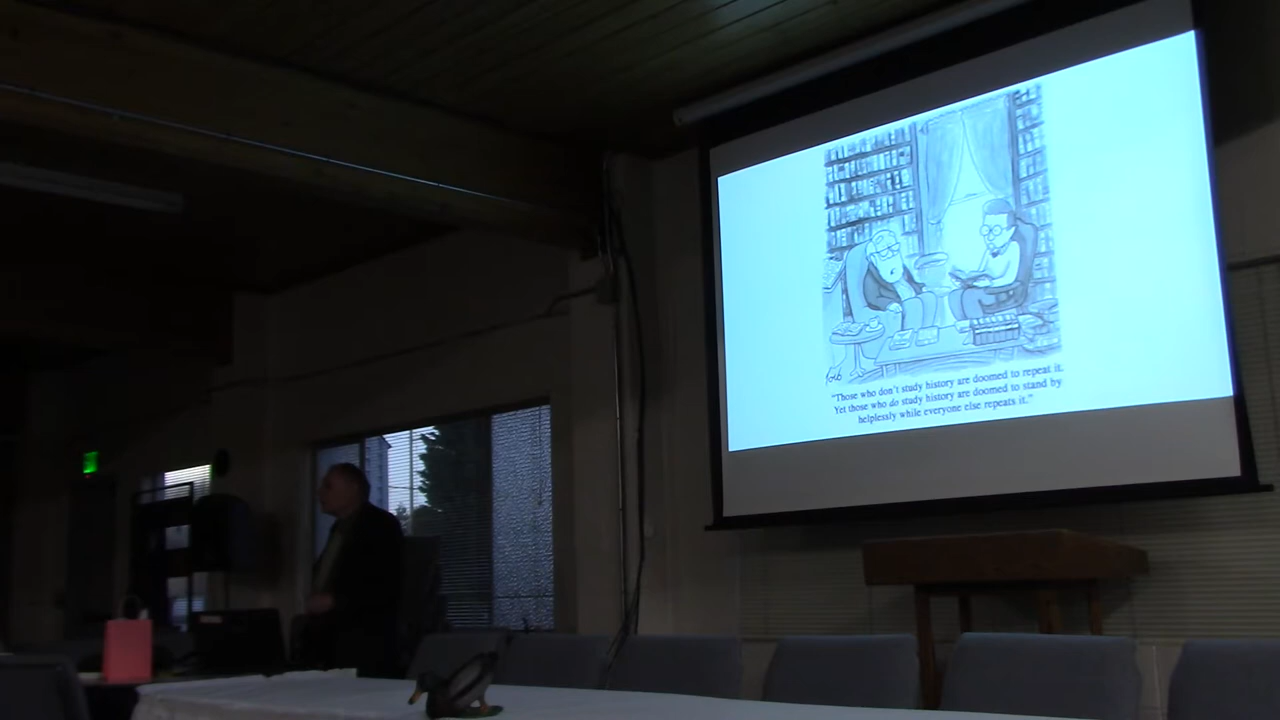 "Those who don't study history are doomed to repeat it.
Yet those who do study history are doomed to stand by
helplessly while everyone else repeats it."